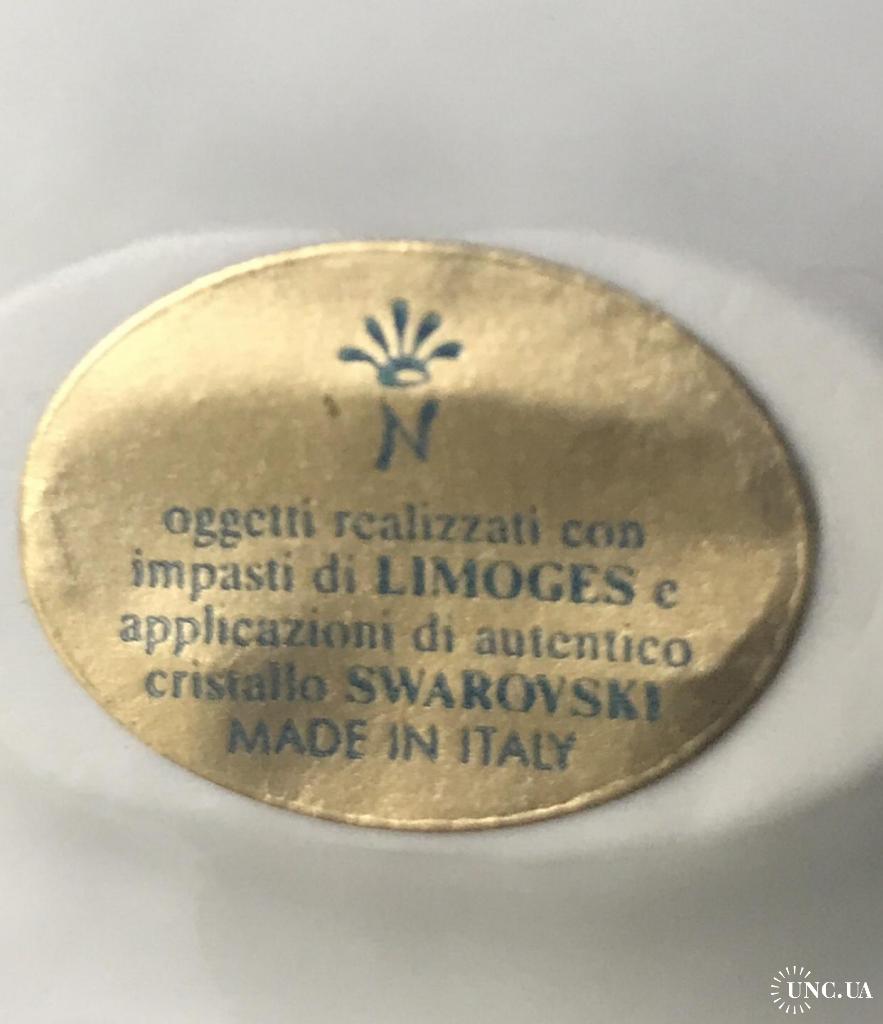 N
oggetti realizzati con
impasti di LIMOGES e
applicazioni di autentico
cristallo SWAROVSKI
MADE IN ITALY
UNC.UA